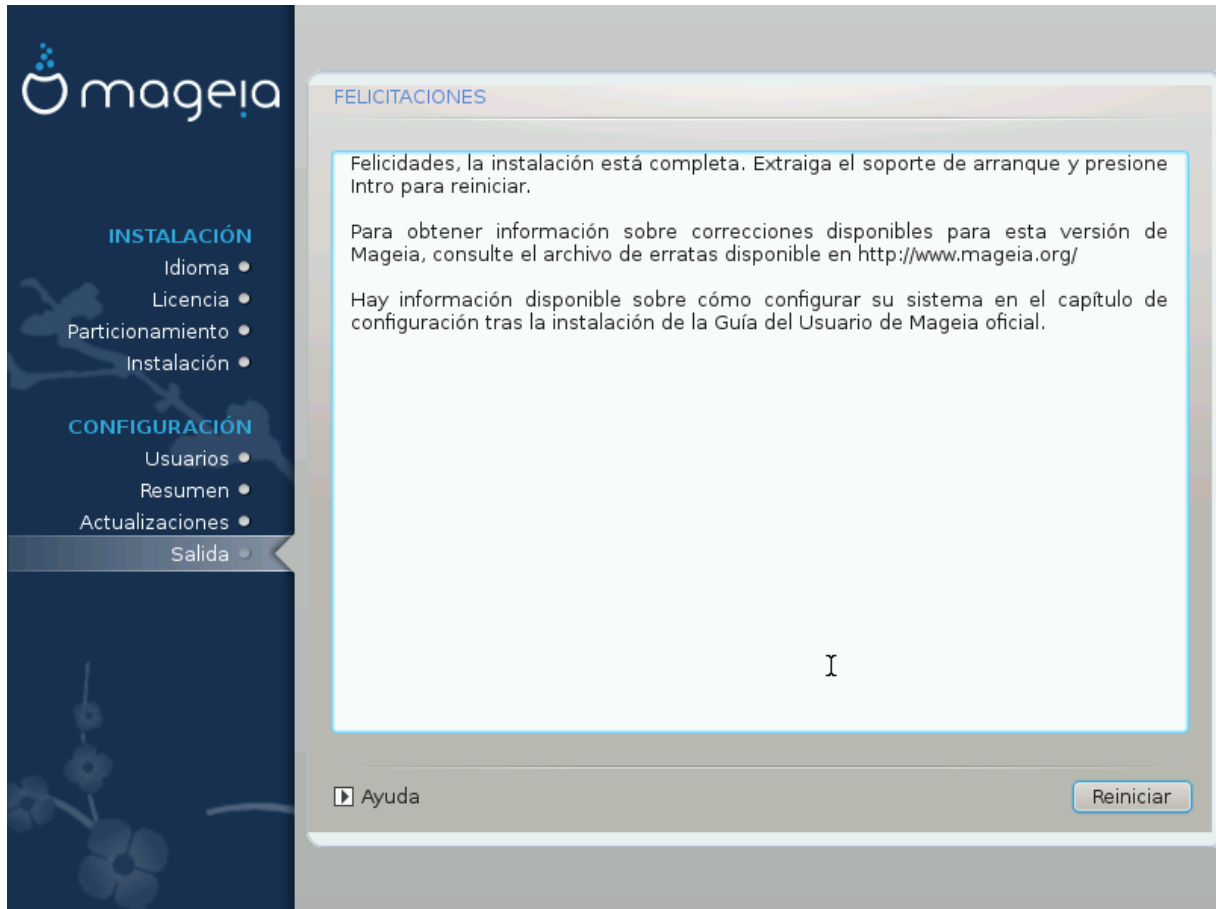 mageia
INSTALACIÓN
Idioma
Licencia
Particionamiento
Instalación
CONFIGURACIÓN
Usuarios
Resumen
Actualizaciones
Salida
FELICITACIONES
Felicidades, la instalación está completa. Extraiga el soporte de arranque y presione
Intro para reiniciar.
Para obtener información sobre correcciones disponibles para esta versión de
Mageia, consulte el archivo de erratas disponible en http://www.mageia.org/
Hay información disponible sobre cómo configurar su sistema en el capítulo de
configuración tras la instalación de la Guía del Usuario de Mageia oficial.
Ayuda
Reiniciar